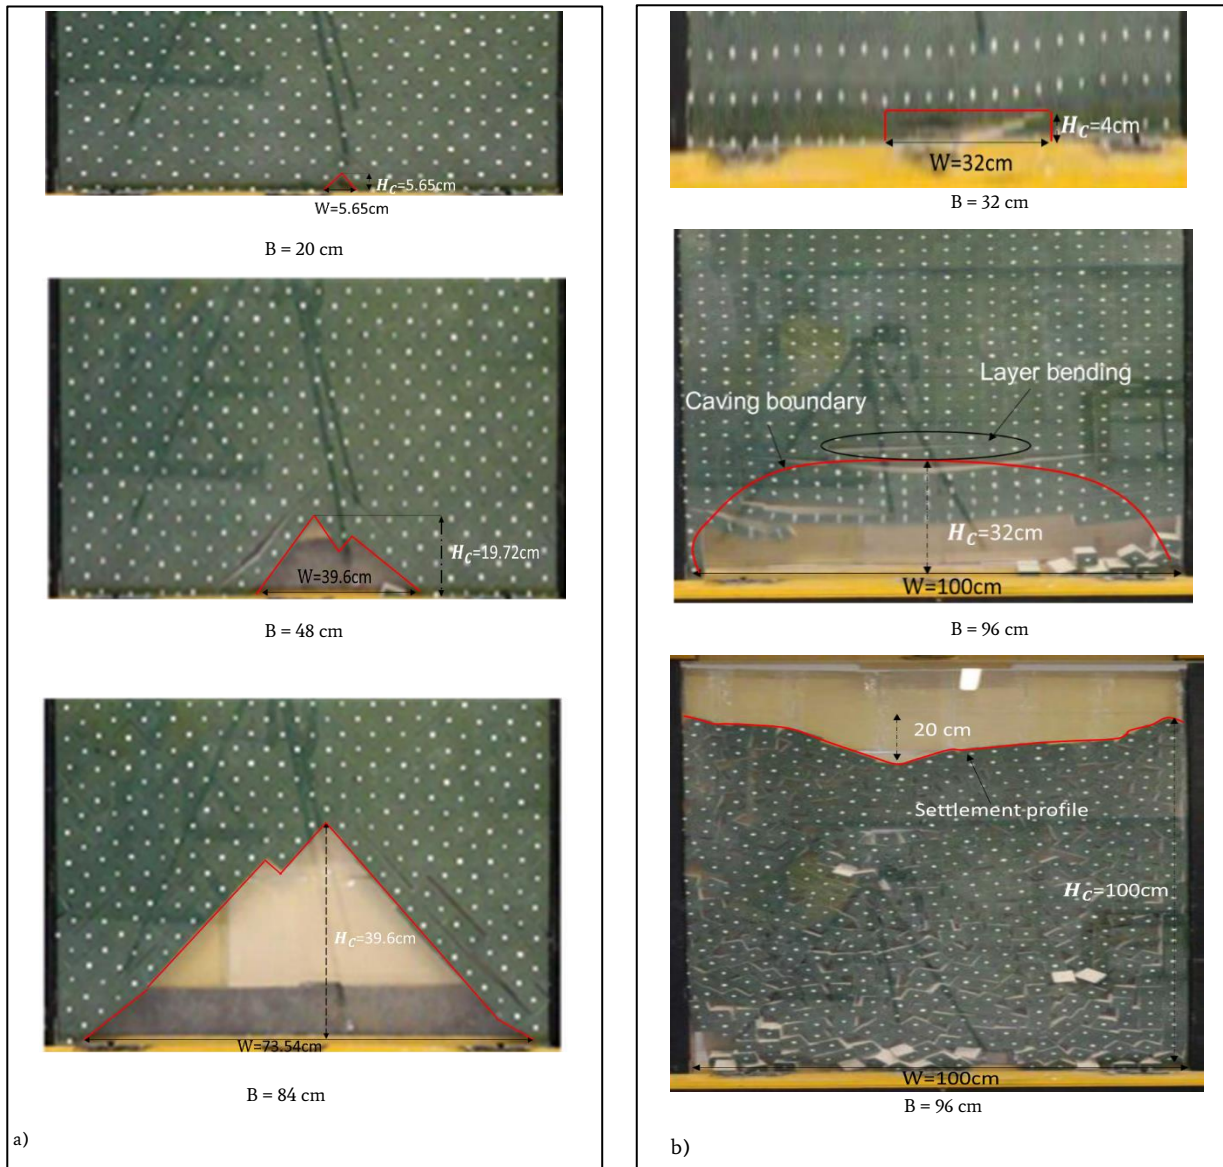 H_C=5.65cm
W=5.65cm
B = 20 cm
H_C=19.72cm
W=39.6cm
B = 48 cm
H_C=39.6cm
W=73.54cm
B = 84 cm
a)
H_C=4cm
W=32cm
B = 32 cm
Layer bending
Caving boundary
H_C=32cm
W=100cm
B = 96 cm
20 cm
Settlement profile
H_C=100cm
W=100cm
B = 96 cm
b)